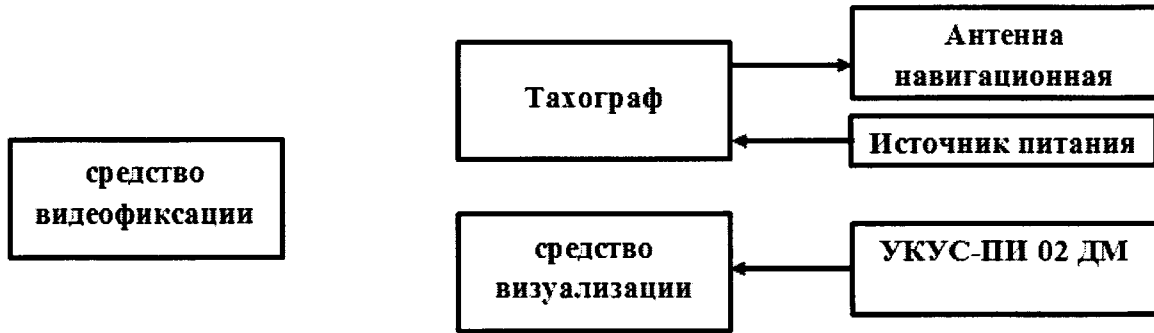 Антенна
навигационная
Тахограф
Источник питания
средство
видеофиксации
средство
визуализации
УКУС-ПИ 02 ДМ